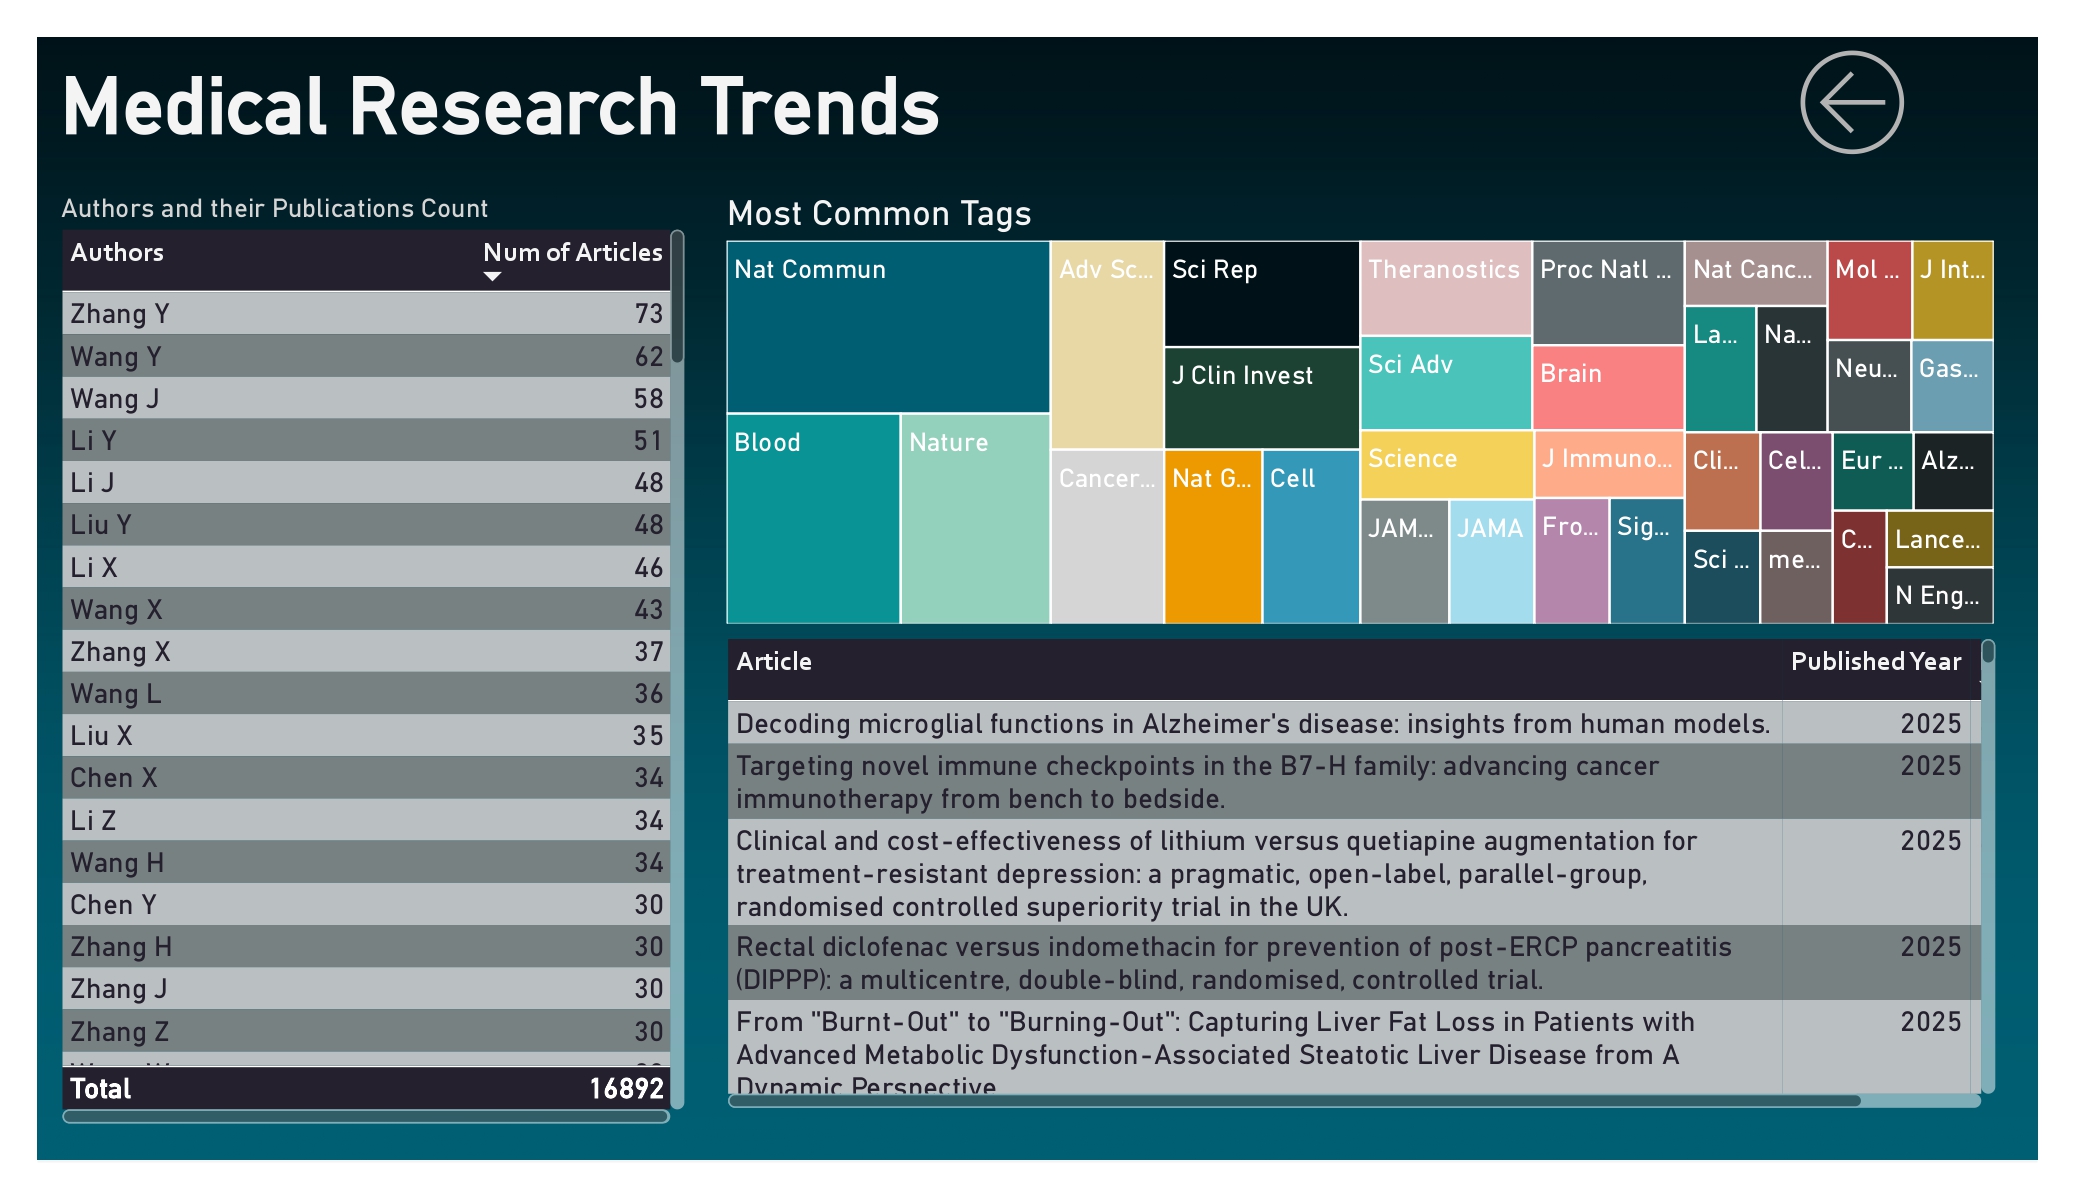 Medical Research Trends
Authors and their Publications Count
Authors Num of Articles
Zhang Y 73
Wang Y 62
Wang J 58
Li Y 51
Li J 48
Liu Y 48
Li X 46
Wang X 43
Zhang X 37
Wang L 36
Liu X 35
Chen X 34
Li Z 34
Wang H 34
Chen Y 30
Zhang H 30
Zhang J 30
Zhang Z 30
Total 16892
Most Common Tags
Nat Commun
Blood
Nature
Adv Sc...
Cancer...
Sci Rep
J Clin Invest
Nat G...
Cell
Theranostics
Sci Adv
Science
JAM...
JAMA
Proc Natl ...
Brain
J Immuno...
Fro...
Sig...
Nat Canc...
La...
Na...
Mol ...
J Int...
Neu...
Gas...
Cli...
Cel...
Sci ...
me...
Eur ...
Alz...
C...
Lance...
N Eng...
Article Published Year
Decoding microglial functions in Alzheimer's disease: insights from human models. 2025
Targeting novel immune checkpoints in the B7-H family: advancing cancer 2025
immunotherapy from bench to bedside.
Clinical and cost-effectiveness of lithium versus quetiapine augmentation for 2025
treatment-resistant depression: a pragmatic, open-label, parallel-group,
randomised controlled superiority trial in the UK.
Rectal diclofenac versus indomethacin for prevention of post-ERCP pancreatitis 2025
(DIPPP): a multicentre, double-blind, randomised, controlled trial.
From "Burnt-Out" to "Burning-Out": Capturing Liver Fat Loss in Patients with 2025
Advanced Metabolic Dysfunction-Associated Steatotic Liver Disease from A
Dynamic Perspective